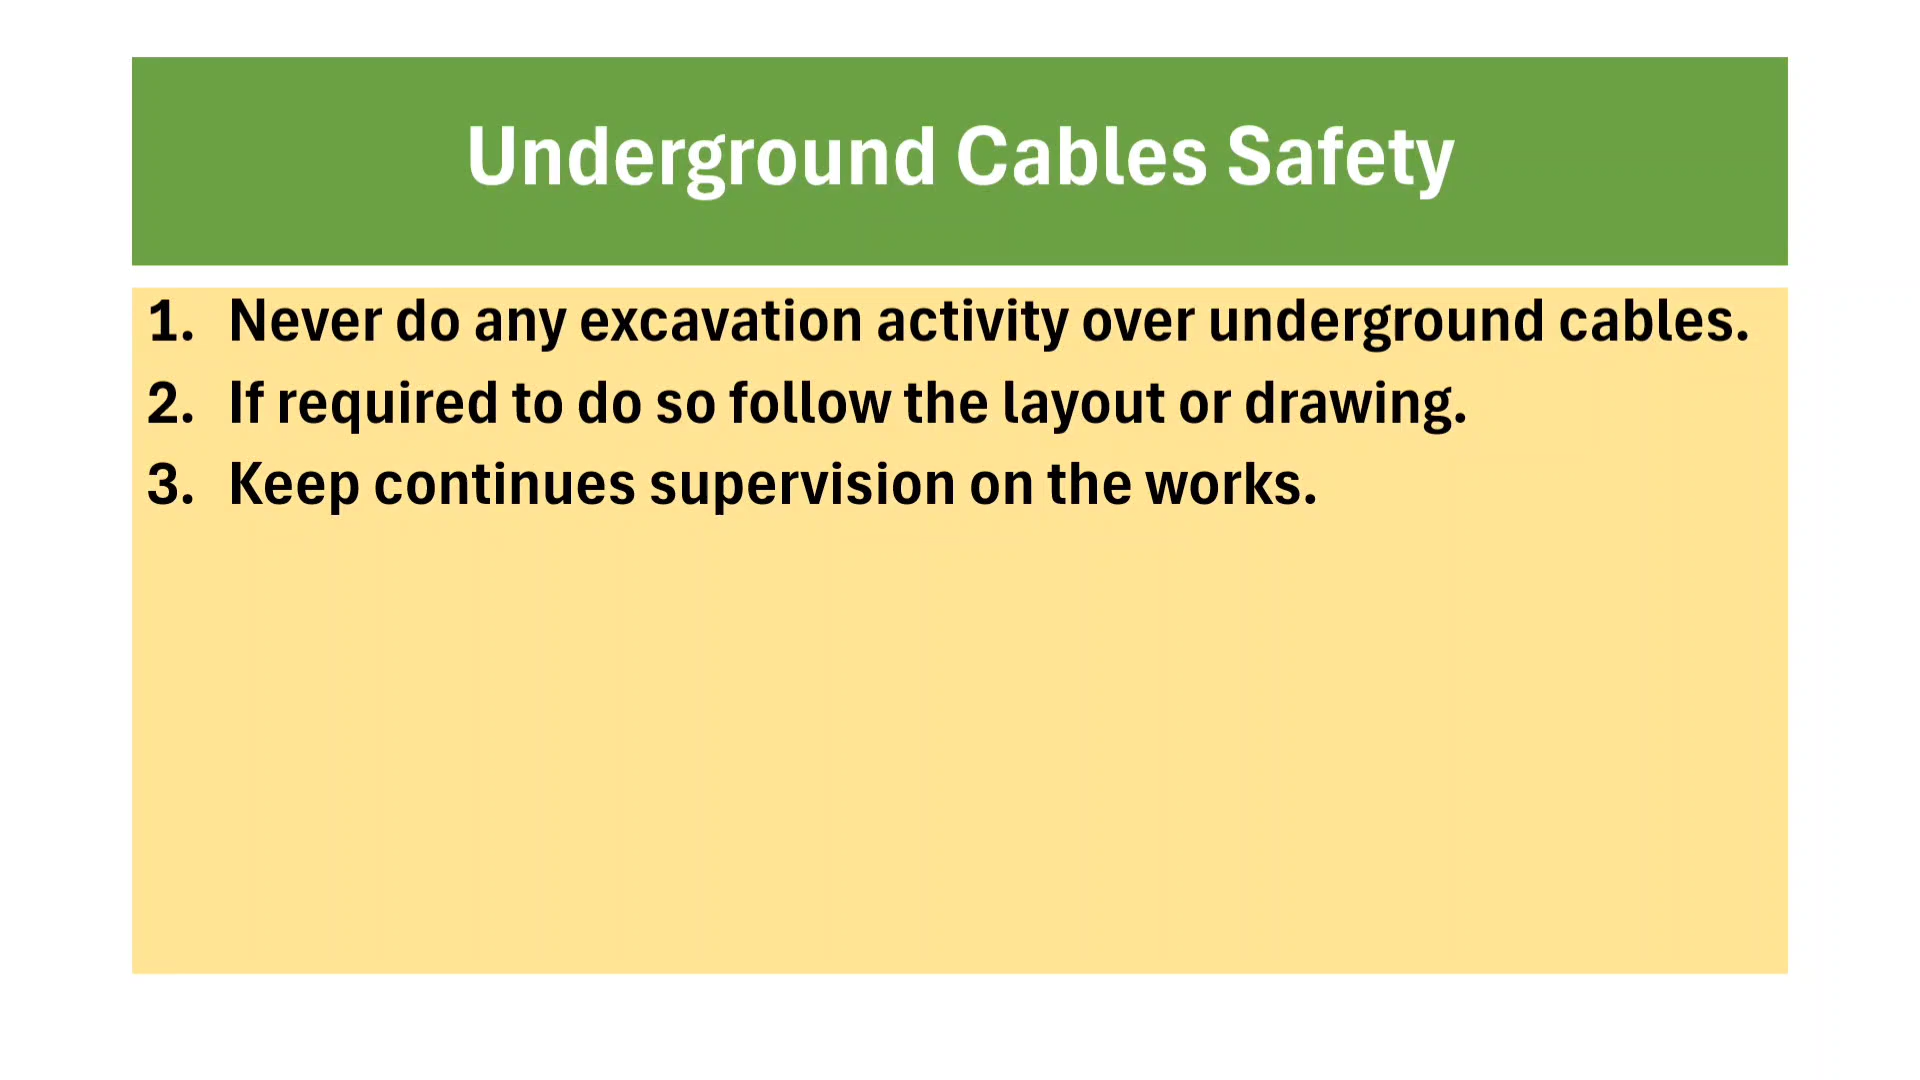 Underground Cables Safety
1. Never do any excavation activity over underground cables.
2. If required to do so follow the layout or drawing.
3. Keep continues supervision on the works.